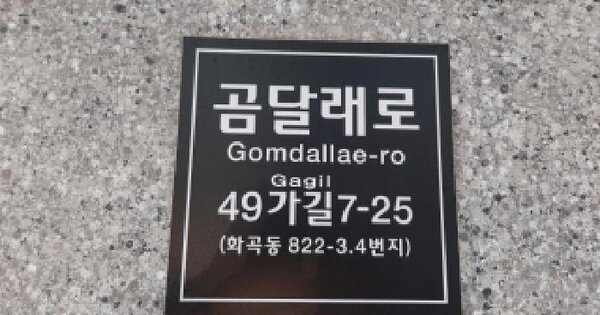 곰달래로
Gomdallae-ro
Gagil
49가길7-25
(화곡동 822-3.4번지)